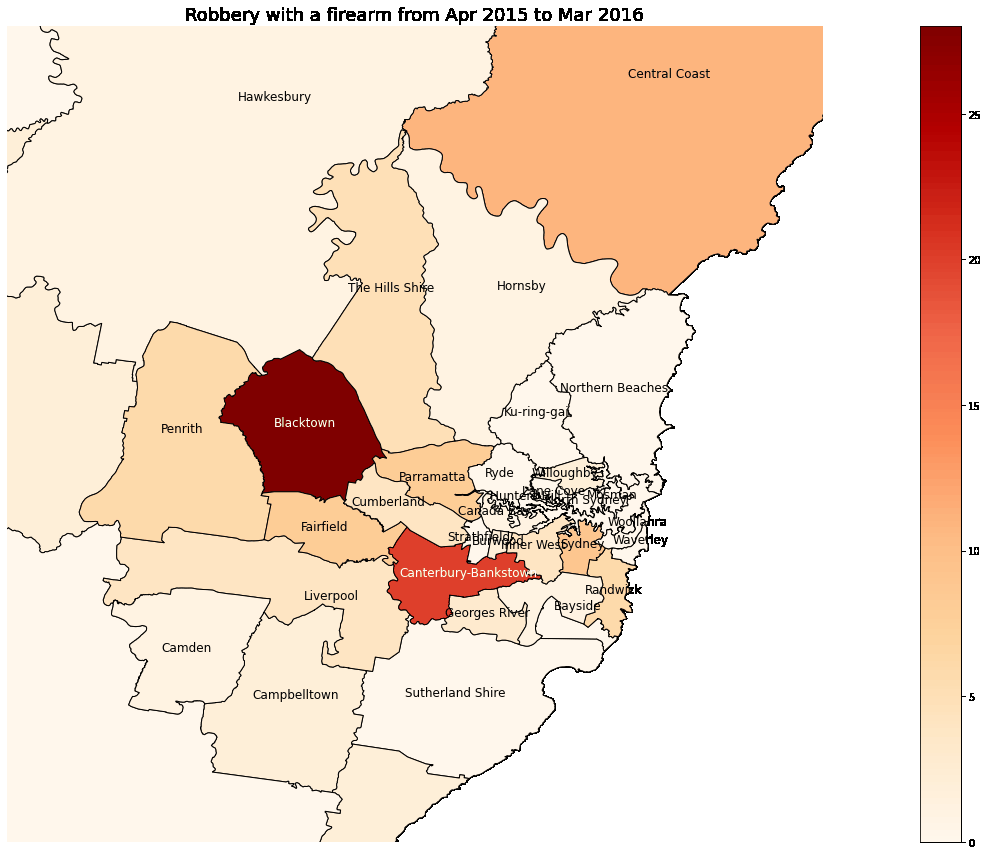 Robbery with a firearm from Apr 2015 to Mar 2016
Central Coast
Hawkesbury
25
20
The Hills Shire
Hornsby
15
Northern Beaches
Ku-ring-gai
Blacktown
Penrith
Ryde
Willoughby
Parramatta
Lane Cove
Mosman
Hunters Hill
North Sydney
Cumberland
Canada Bay
Woollahra
Fairfield
Strathfield
Burwood
Waverley
Inner West
Sydney
10
Canterbury-Bankstown
Randwick
Liverpool
Bayside
Georges River
Camden
Campbelltown
Sutherland Shire
5
0